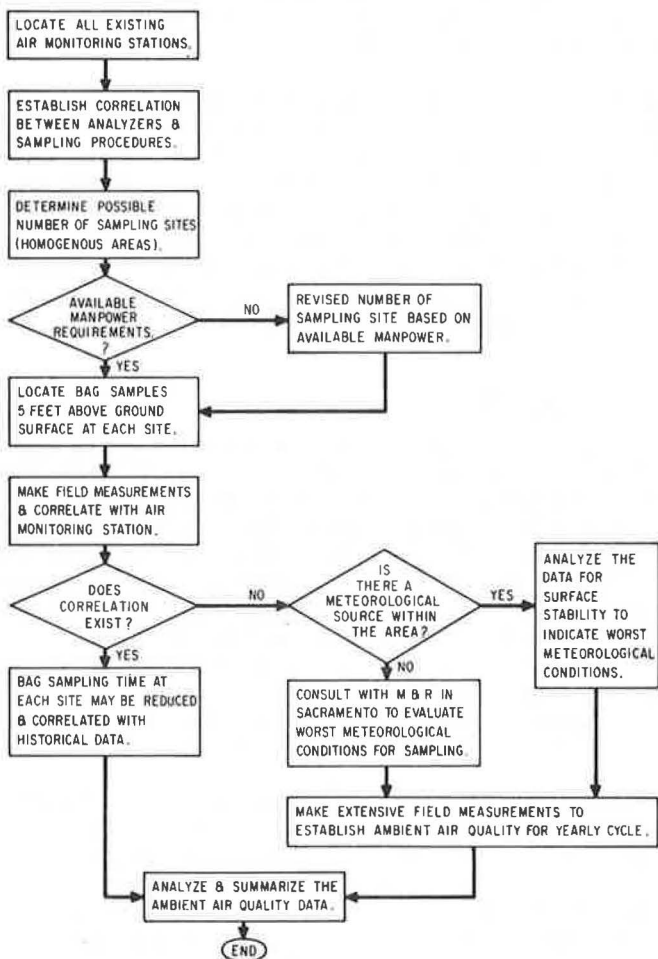 LOCATE ALL EXISTING
AIR MONITORING STATIONS.
ESTABLISH CORRELATION
BETWEEN ANALYZERS &
SAMPLING PROCEDURES.
DETERMINE POSSIBLE
NUMBER OF SAMPLING SITES
(HOMOGENOUS AREAS).
AVAILABLE
MANPOWER
REQUIREMENTS.
?
NO
REVISED NUMBER OF
SAMPLING SITE BASED ON
AVAILABLE MANPOWER.
YES
LOCATE BAG SAMPLES
5 FEET ABOVE GROUND
SURFACE AT EACH SITE.
MAKE FIELD MEASUREMENTS
& CORRELATE WITH AIR
MONITORING STATION.
DOES
CORRELATION
EXIST?
NO
IS
THERE A
METEOROLOGICAL
SOURCE WITHIN
THE AREA?
YES
ANALYZE THE
DATA FOR
SURFACE
STABILITY TO
INDICATE WORST
METEOROLOGICAL
CONDITIONS.
YES
BAG SAMPLING TIME AT
EACH SITE MAY BE REDUCED
& CORRELATED WITH
HISTORICAL DATA.
NO
CONSULT WITH M & R IN
SACRAMENTO TO EVALUATE
WORST METEOROLOGICAL
CONDITIONS FOR SAMPLING.
MAKE EXTENSIVE FIELD MEASUREMENTS TO
ESTABLISH AMBIENT AIR QUALITY FOR YEARLY CYCLE.
ANALYZE & SUMMARIZE THE
AMBIENT AIR QUALITY DATA.
END